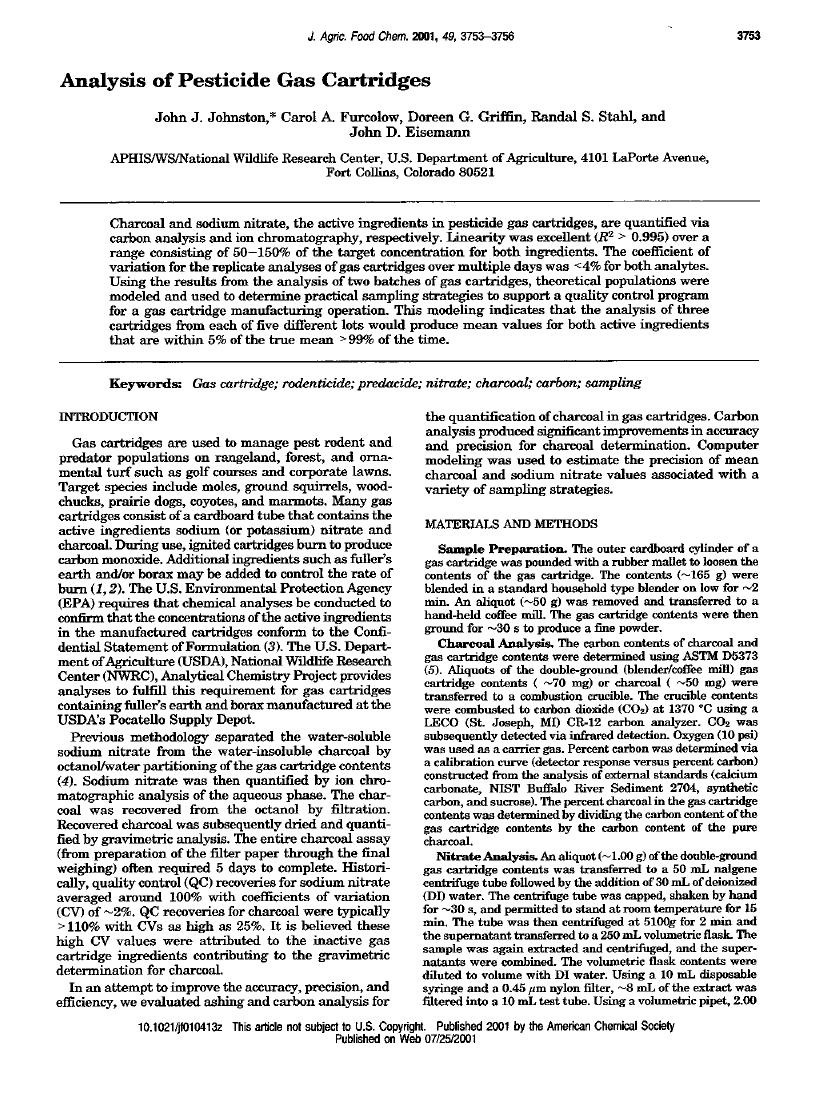 J. Agric. Food Chem. 2001, 49, 3753–3756
3753
Analysis of Pesticide Gas Cartridges
John J. Johnston,* Carol A. Furcolow, Doreen G. Griffin, Randal S. Stahl, and
John D. Eisemann
APHIS/WS/National Wildlife Research Center, U.S. Department of Agriculture, 4101 LaPorte Avenue,
Fort Collins, Colorado 80521
Charcoal and sodium nitrate, the active ingredients in pesticide gas cartridges, are quantified via
carbon analysis and ion chromatography, respectively. Linearity was excellent (R² > 0.995) over a
range consisting of 50–150% of the target concentration for both ingredients. The coefficient of
variation for the replicate analyses of gas cartridges over multiple days was <4% for both analytes.
Using the results from the analysis of two batches of gas cartridges, theoretical populations were
modeled and used to determine practical sampling strategies to support a quality control program
for a gas cartridge manufacturing operation. This modeling indicates that the analysis of three
cartridges from each of five different lots would produce mean values for both active ingredients
that are within 5% of the true mean >99% of the time.
Keywords: Gas cartridge; rodenticide; predacide; nitrate; charcoal; carbon; sampling
INTRODUCTION
Gas cartridges are used to manage pest rodent and
predator populations on rangeland, forest, and orna-
mental turf such as golf courses and corporate lawns.
Target species include moles, ground squirrels, wood-
chucks, prairie dogs, coyotes, and marmots. Many gas
cartridges consist of a cardboard tube that contains the
active ingredients sodium (or potassium) nitrate and
charcoal. During use, ignited cartridges burn to produce
carbon monoxide. Additional ingredients such as fuller's
earth and/or borax may be added to control the rate of
burn (1, 2). The U.S. Environmental Protection Agency
(EPA) requires that chemical analyses be conducted to
confirm that the concentrations of the active ingredients
in the manufactured cartridges conform to the Confi-
dential Statement of Formulation (3). The U.S. Depart-
ment of Agriculture (USDA), National Wildlife Research
Center (NWRC), Analytical Chemistry Project provides
analyses to fulfill this requirement for gas cartridges
containing fuller's earth and borax manufactured at the
USDA's Pocatello Supply Depot.
Previous methodology separated the water-soluble
sodium nitrate from the water-insoluble charcoal by
octanol/water partitioning of the gas cartridge contents
(4). Sodium nitrate was then quantified by ion chro-
matographic analysis of the aqueous phase. The char-
coal was recovered from the octanol by filtration.
Recovered charcoal was subsequently dried and quanti-
fied by gravimetric analysis. The entire charcoal assay
(from preparation of the filter paper through the final
weighing) often required 5 days to complete. Histori-
cally, quality control (QC) recoveries for sodium nitrate
averaged around 100% with coefficients of variation
(CV) of ~2%. QC recoveries for charcoal were typically
>110% with CVs as high as 25%. It is believed these
high CV values were attributed to the inactive gas
cartridge ingredients contributing to the gravimetric
determination for charcoal.
In an attempt to improve the accuracy, precision, and
efficiency, we evaluated ashing and carbon analysis for
the quantification of charcoal in gas cartridges. Carbon
analysis produced significant improvements in accuracy
and precision for charcoal determination. Computer
modeling was used to estimate the precision of mean
charcoal and sodium nitrate values associated with a
variety of sampling strategies.
MATERIALS AND METHODS
Sample Preparation. The outer cardboard cylinder of a
gas cartridge was pounded with a rubber mallet to loosen the
contents of the gas cartridge. The contents (~165 g) were
blended in a standard household type blender on low for ~2
min. An aliquot (~50 g) was removed and transferred to a
hand-held coffee mill. The gas cartridge contents were then
ground for ~30 s to produce a fine powder.
Charcoal Analysis. The carbon contents of charcoal and
gas cartridge contents were determined using ASTM D5373
(5). Aliquots of the double-ground (blender/coffee mill) gas
cartridge contents ( ~70 mg) or charcoal ( ~50 mg) were
transferred to a combustion crucible. The crucible contents
were combusted to carbon dioxide (CO₂) at 1370 °C using a
LECO (St. Joseph, MI) CR-12 carbon analyzer. CO₂ was
subsequently detected via infrared detection. Oxygen (10 psi)
was used as a carrier gas. Percent carbon was determined via
a calibration curve (detector response versus percent carbon)
constructed from the analysis of external standards (calcium
carbonate, NIST Buffalo River Sediment 2704, synthetic
carbon, and sucrose). The percent charcoal in the gas cartridge
contents was determined by dividing the carbon content of the
gas cartridge contents by the carbon content of the pure
charcoal.
Nitrate Analysis. An aliquot (~1.00 g) of the double-ground
gas cartridge contents was transferred to a 50 mL nalgene
centrifuge tube followed by the addition of 30 mL of deionized
(DI) water. The centrifuge tube was capped, shaken by hand
for ~30 s, and permitted to stand at room temperature for 15
min. The tube was then centrifuged at 5100g for 2 min and
the supernatant transferred to a 250 mL volumetric flask. The
sample was again extracted and centrifuged, and the super-
natants were combined. The volumetric flask contents were
diluted to volume with DI water. Using a 10 mL disposable
syringe and a 0.45 μm nylon filter, ~8 mL of the extract was
filtered into a 10 mL test tube. Using a volumetric pipet, 2.00
10.1021/jf010413z This article not subject to U.S. Copyright. Published 2001 by the American Chemical Society
Published on Web 07/25/2001